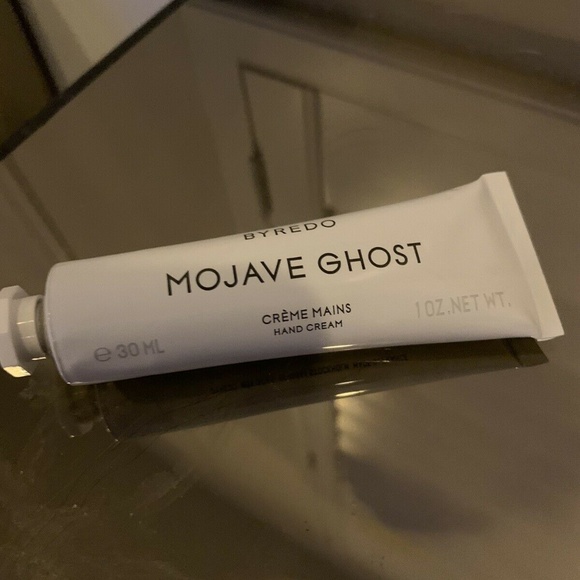 BYREDO
MOJAVE GHOST
CRÈME MAINS
HAND CREAM
℮ 30 ML
1 OZ. NET WT.